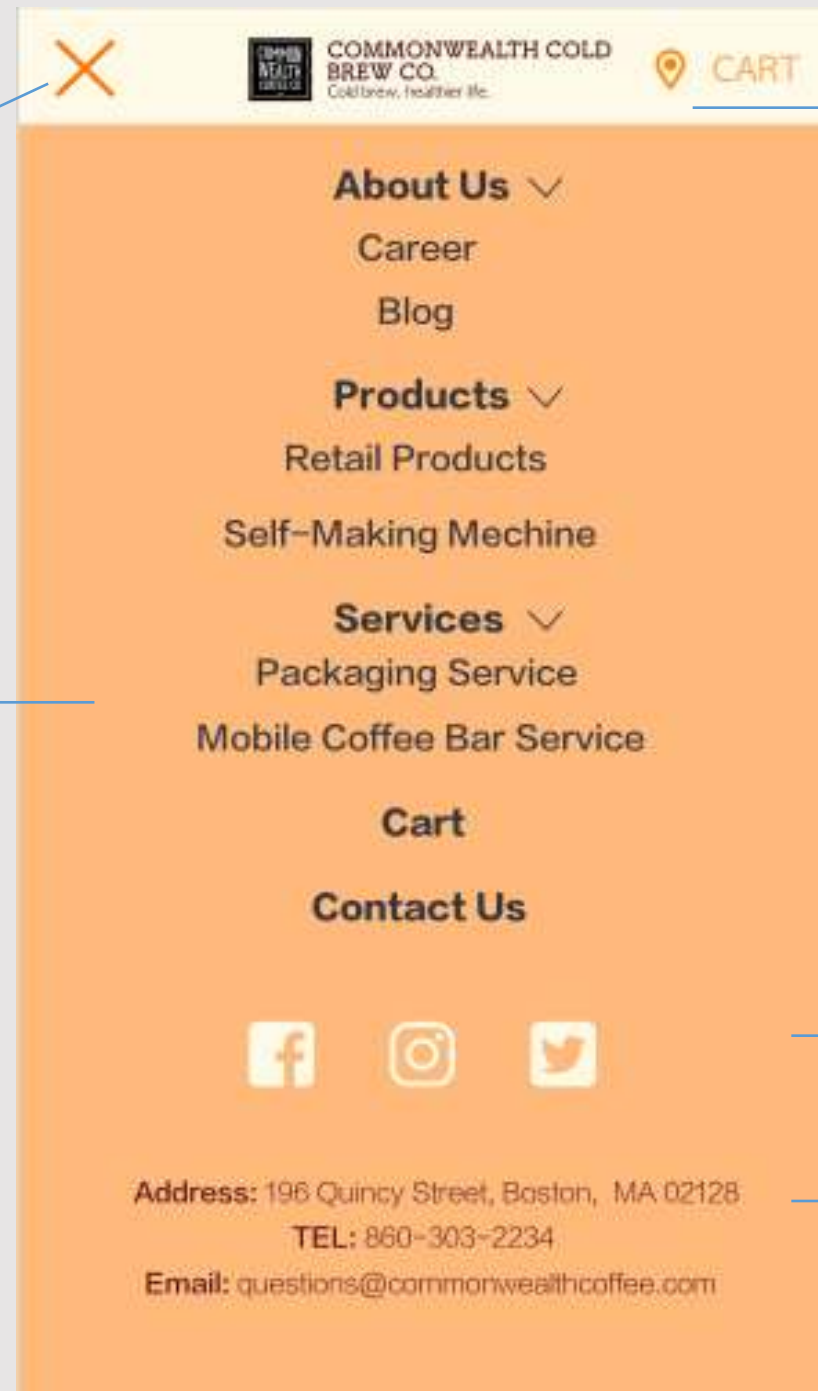 COMMON
WEALTH
COMMONWEALTH COLD
BREW CO.
Cold brew, healthier life.
CART
About Us
Career
Blog
Products
Retail Products
Self-Making Mechine
Services
Packaging Service
Mobile Coffee Bar Service
Cart
Contact Us
Address: 196 Quincy Street, Boston, MA 02128
TEL: 860-303-2234
Email: questions@commonwealthcoffee.com